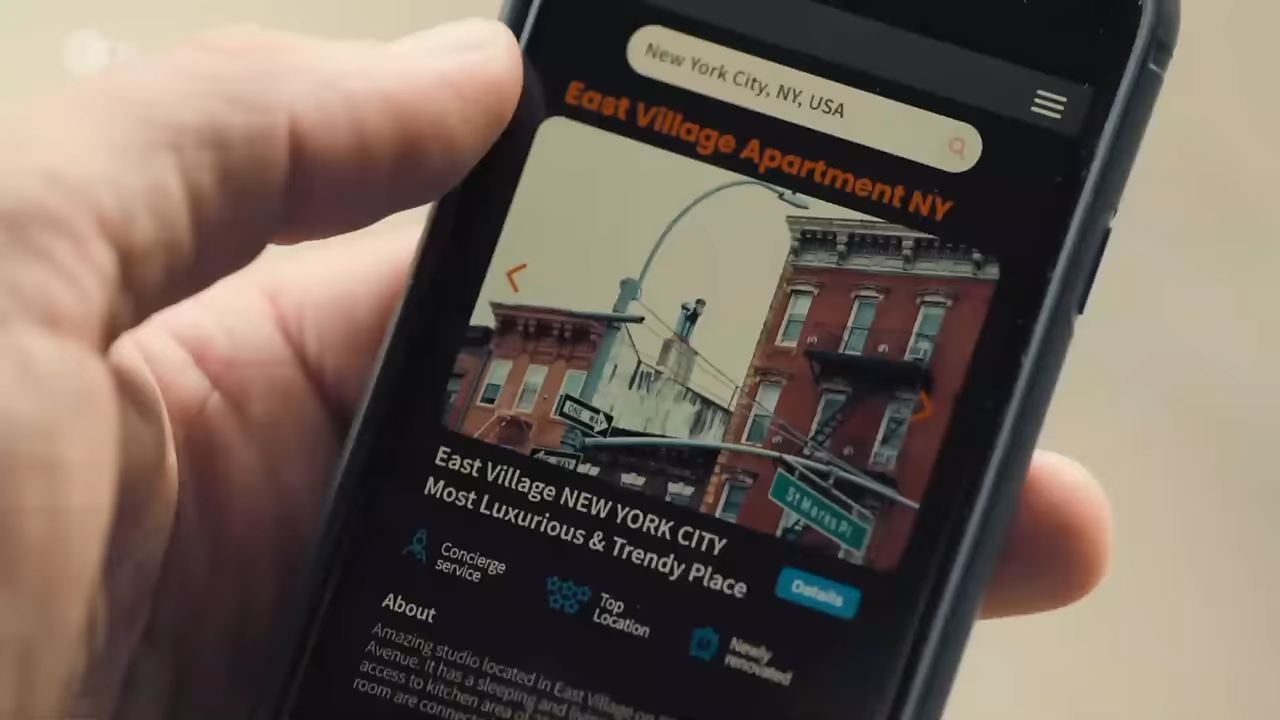 New York City, NY, USA
East Village Apartment NY
ONE WAY
WAY
St Marks Pl
East Village NEW YORK CITY
Most Luxurious & Trendy Place
Details
Concierge
service
Top
Location
Newly
renovated
About
Amazing studio located in East Village on
Avenue. It has a sleeping and
access to kitchen area
room are